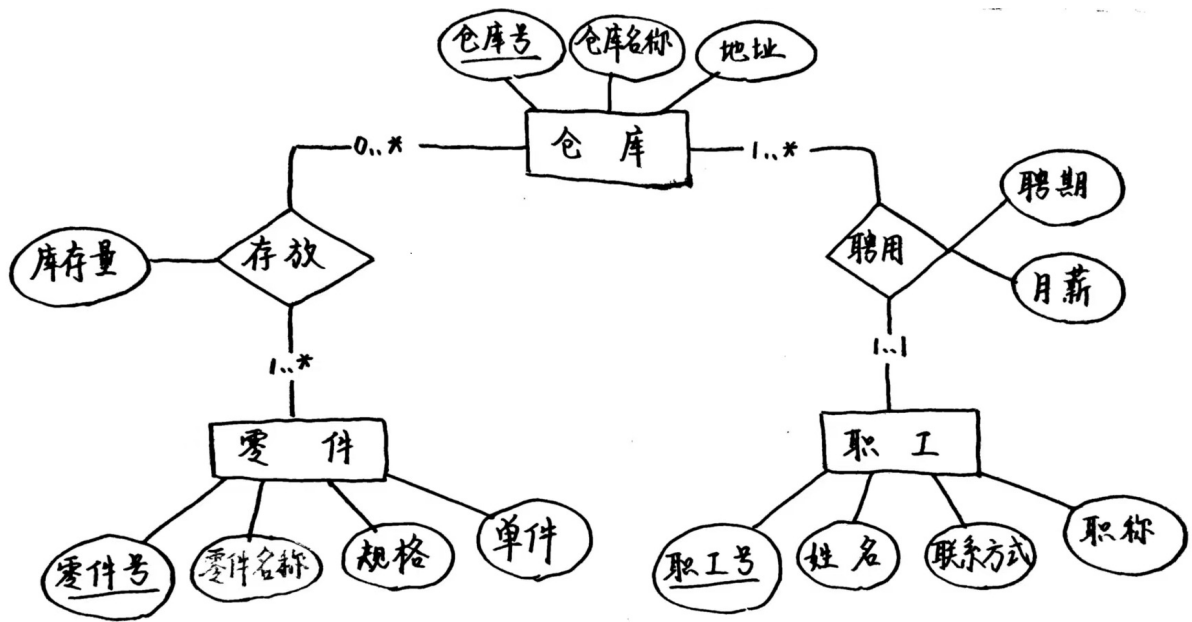 仓库号
仓库名称
地址
仓库
0..*
1..*
聘期
库存量
存放
聘用
月薪
1..*
1..1
零件
职工
零件号
零件名称
规格
单件
职工号
姓名
联系方式
职称